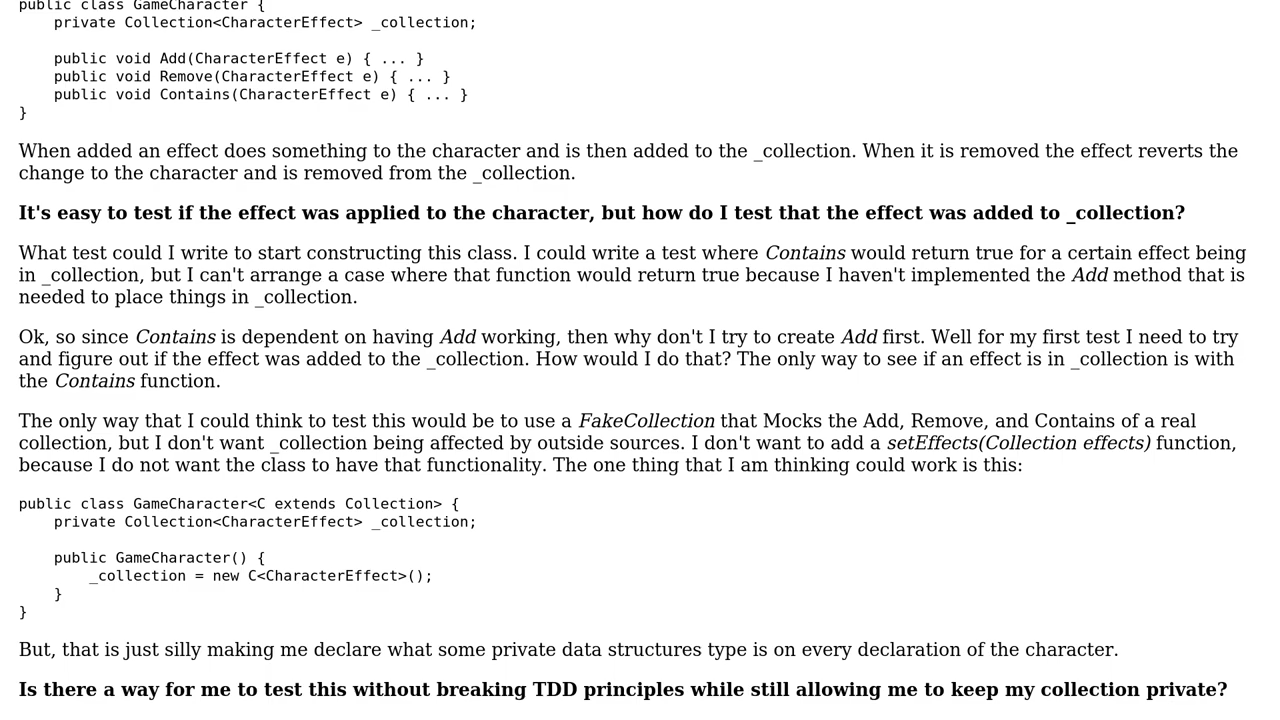 public class GameCharacter {
    private Collection<CharacterEffect> _collection;

    public void Add(CharacterEffect e) { ... }
    public void Remove(CharacterEffect e) { ... }
    public void Contains(CharacterEffect e) { ... }
}
When added an effect does something to the character and is then added to the _collection. When it is removed the effect reverts the
change to the character and is removed from the _collection.
It's easy to test if the effect was applied to the character, but how do I test that the effect was added to _collection?
What test could I write to start constructing this class. I could write a test where Contains would return true for a certain effect being
in _collection, but I can't arrange a case where that function would return true because I haven't implemented the Add method that is
needed to place things in _collection.
Ok, so since Contains is dependent on having Add working, then why don't I try to create Add first. Well for my first test I need to try
and figure out if the effect was added to the _collection. How would I do that? The only way to see if an effect is in _collection is with
the Contains function.
The only way that I could think to test this would be to use a FakeCollection that Mocks the Add, Remove, and Contains of a real
collection, but I don't want _collection being affected by outside sources. I don't want to add a setEffects(Collection effects) function,
because I do not want the class to have that functionality. The one thing that I am thinking could work is this:
public class GameCharacter<C extends Collection> {
    private Collection<CharacterEffect> _collection;

    public GameCharacter() {
        _collection = new C<CharacterEffect>();
    }
}
But, that is just silly making me declare what some private data structures type is on every declaration of the character.
Is there a way for me to test this without breaking TDD principles while still allowing me to keep my collection private?